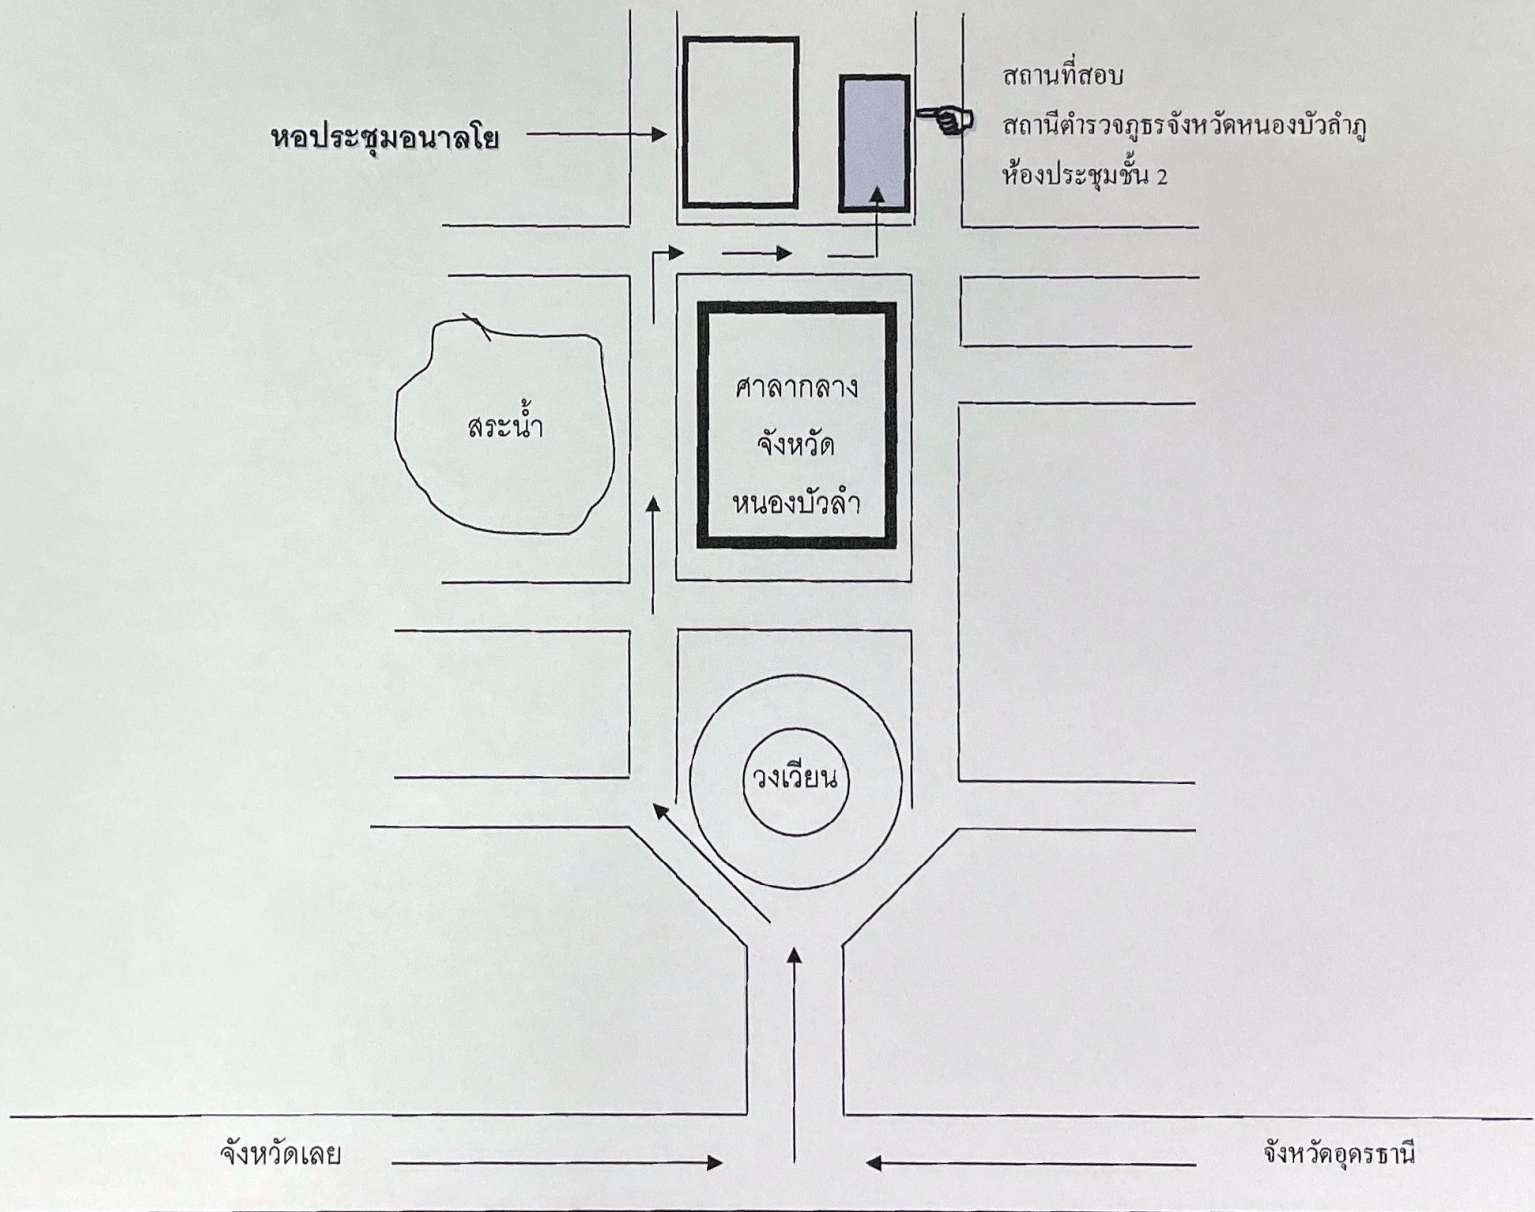 สถานที่สอบ
สถานีตำรวจภูธรจังหวัดหนองบัวลำภู
ห้องประชุมชั้น 2
หอประชุมอนาลโย
ศาลากลาง
จังหวัด
หนองบัวลำ
สระน้ำ
วงเวียน
จังหวัดเลย
จังหวัดอุดรธานี